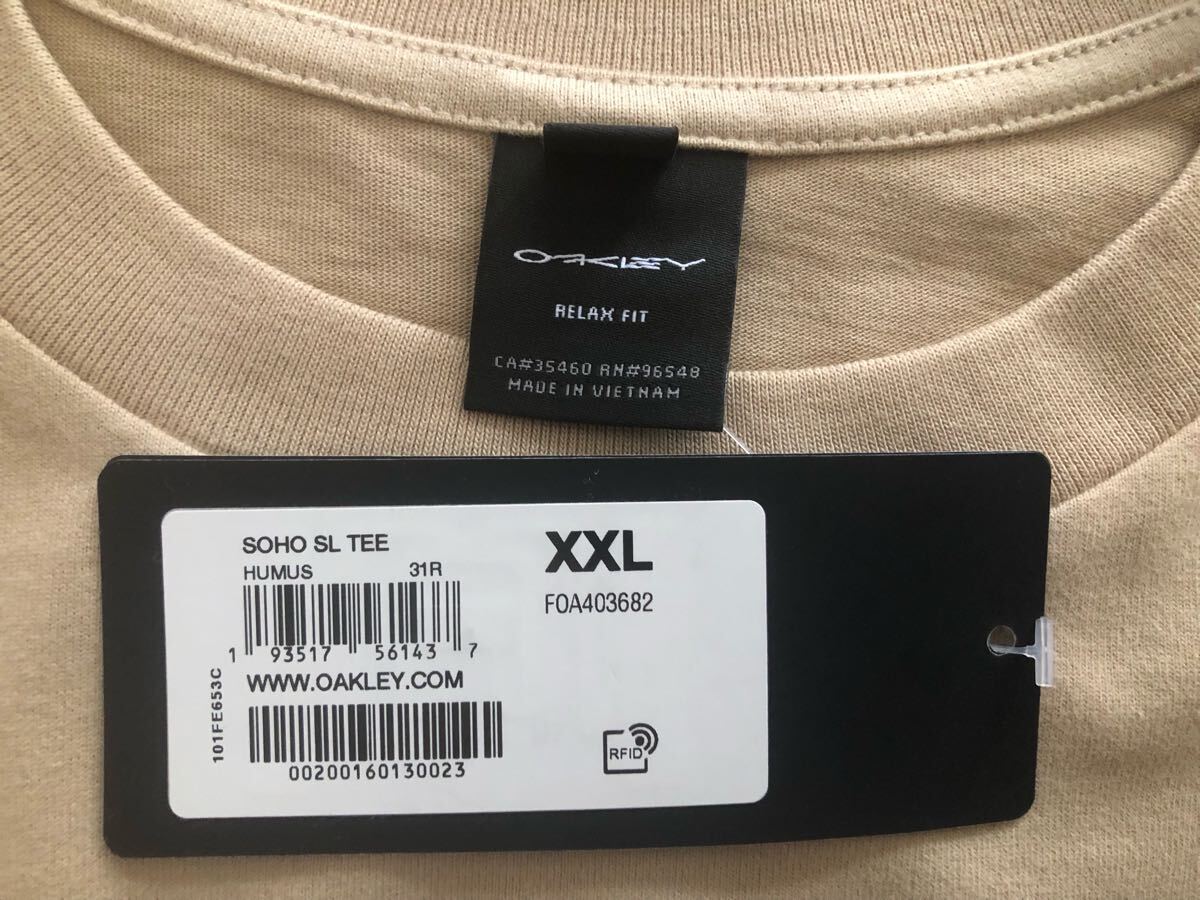 OAKLEY
RELAX FIT
CA#35460 RN#96548
MADE IN VIETNAM
SOHO SL TEE
HUMUS 31R
1 93517 56143 7
WWW.OAKLEY.COM
00200160130023
101FE653C
XXL
FOA403682
RFID